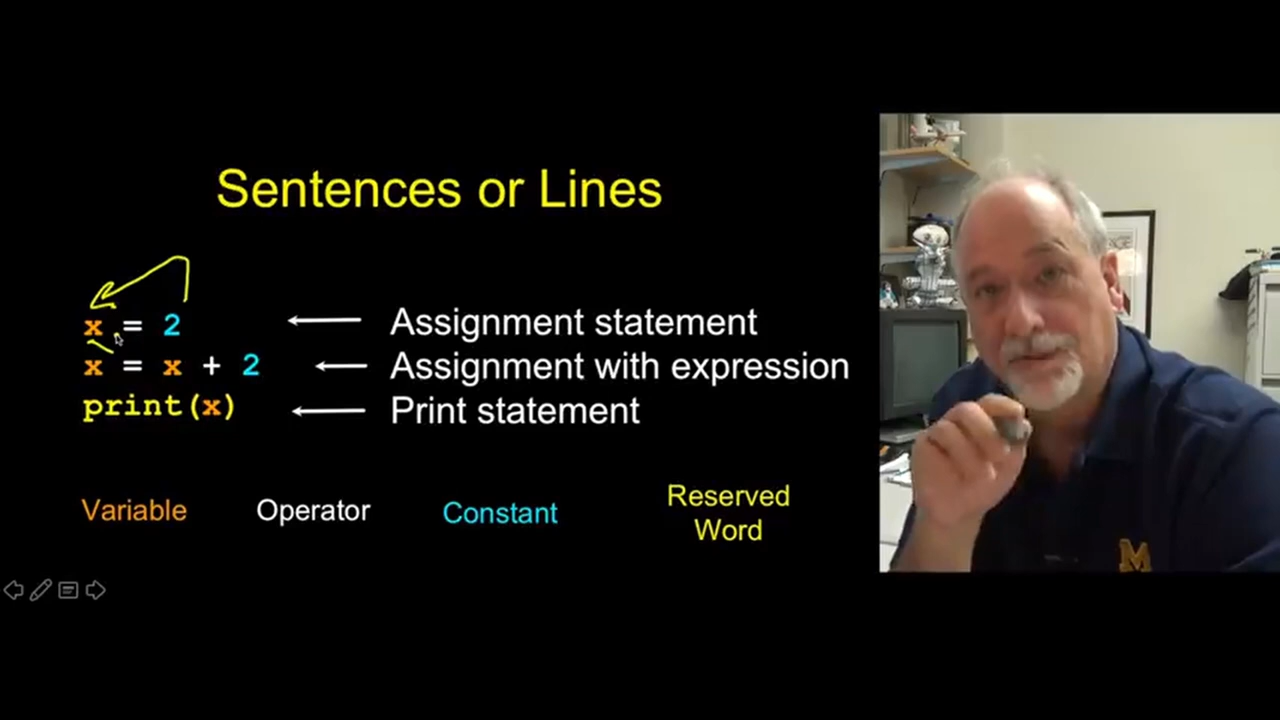 Sentences or Lines
x = 2
Assignment statement
x = x + 2
Assignment with expression
print(x)
Print statement
Variable
Operator
Constant
Reserved
Word
M